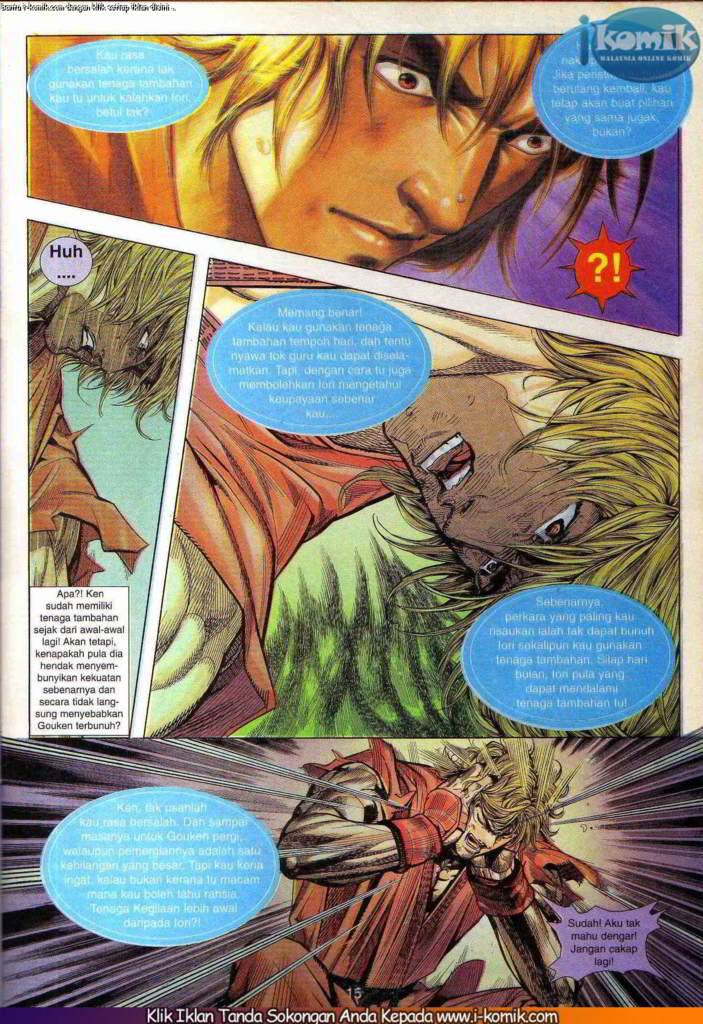 Kau rasa
bersalah kerana tak
gunakan tenaga tambahan
kau tu untuk kalahkan Iori,
betul tak?
Jika
berulang kembali, kau
tetap akan buat pilihan
yang sama jugak,
bukan?
ikomik
MALAYSIA ONLINE KOMIK
?!
Huh
....
Memang benar!
Kalau kau gunakan tenaga
tambahan tempoh hari, dah tentu
nyawa tok guru kau dapat disela-
matkan. Tapi, dengan cara tu juga
membolehkan Iori mengetahui
keupayaan sebenar
kau...
Apa?! Ken
sudah memiliki
tenaga tambahan
sejak dari awal-awal
lagi! Akan tetapi,
kenapakah pula dia
hendak menyem-
bunyikan kekuatan
sebenarnya dan
secara tidak lang-
sung menyebabkan
Gouken terbunuh?
Sebenarnya,
perkara yang paling kau
risaukan ialah tak dapat bunuh
Iori sekalipun kau gunakan
tenaga tambahan. Silap hari
bulan, Iori pula yang
dapat mendalami
tenaga tambahan tu!
Ken, tak usahlah
kau rasa bersalah. Dah sampai
masanya untuk Gouken pergi,
walaupun pemergiannya adalah satu
kehilangan yang besar. Tapi kau kena
ingat, kalau bukan kerana tu macam
mana kau boleh tahu rahsia
Tenaga Kegilaan lebih awal
daripada Iori?!
Sudah! Aku tak
mahu dengar!
Jangan cakap
lagi!
15
Klik Iklan Tanda Sokongan Anda Kepada www.i-komik.com